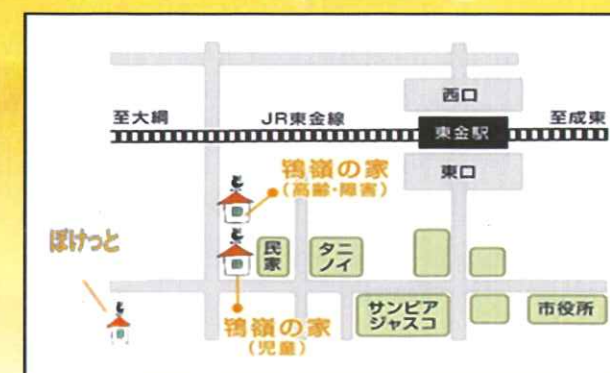 西口
至大網
JR東金線
東金駅
至成東
東口
鴇嶺の家
(高齢・障害)
ぽけっと
民家
タニノイ
サンピア
ジャスコ
市役所
鴇嶺の家
(児童)